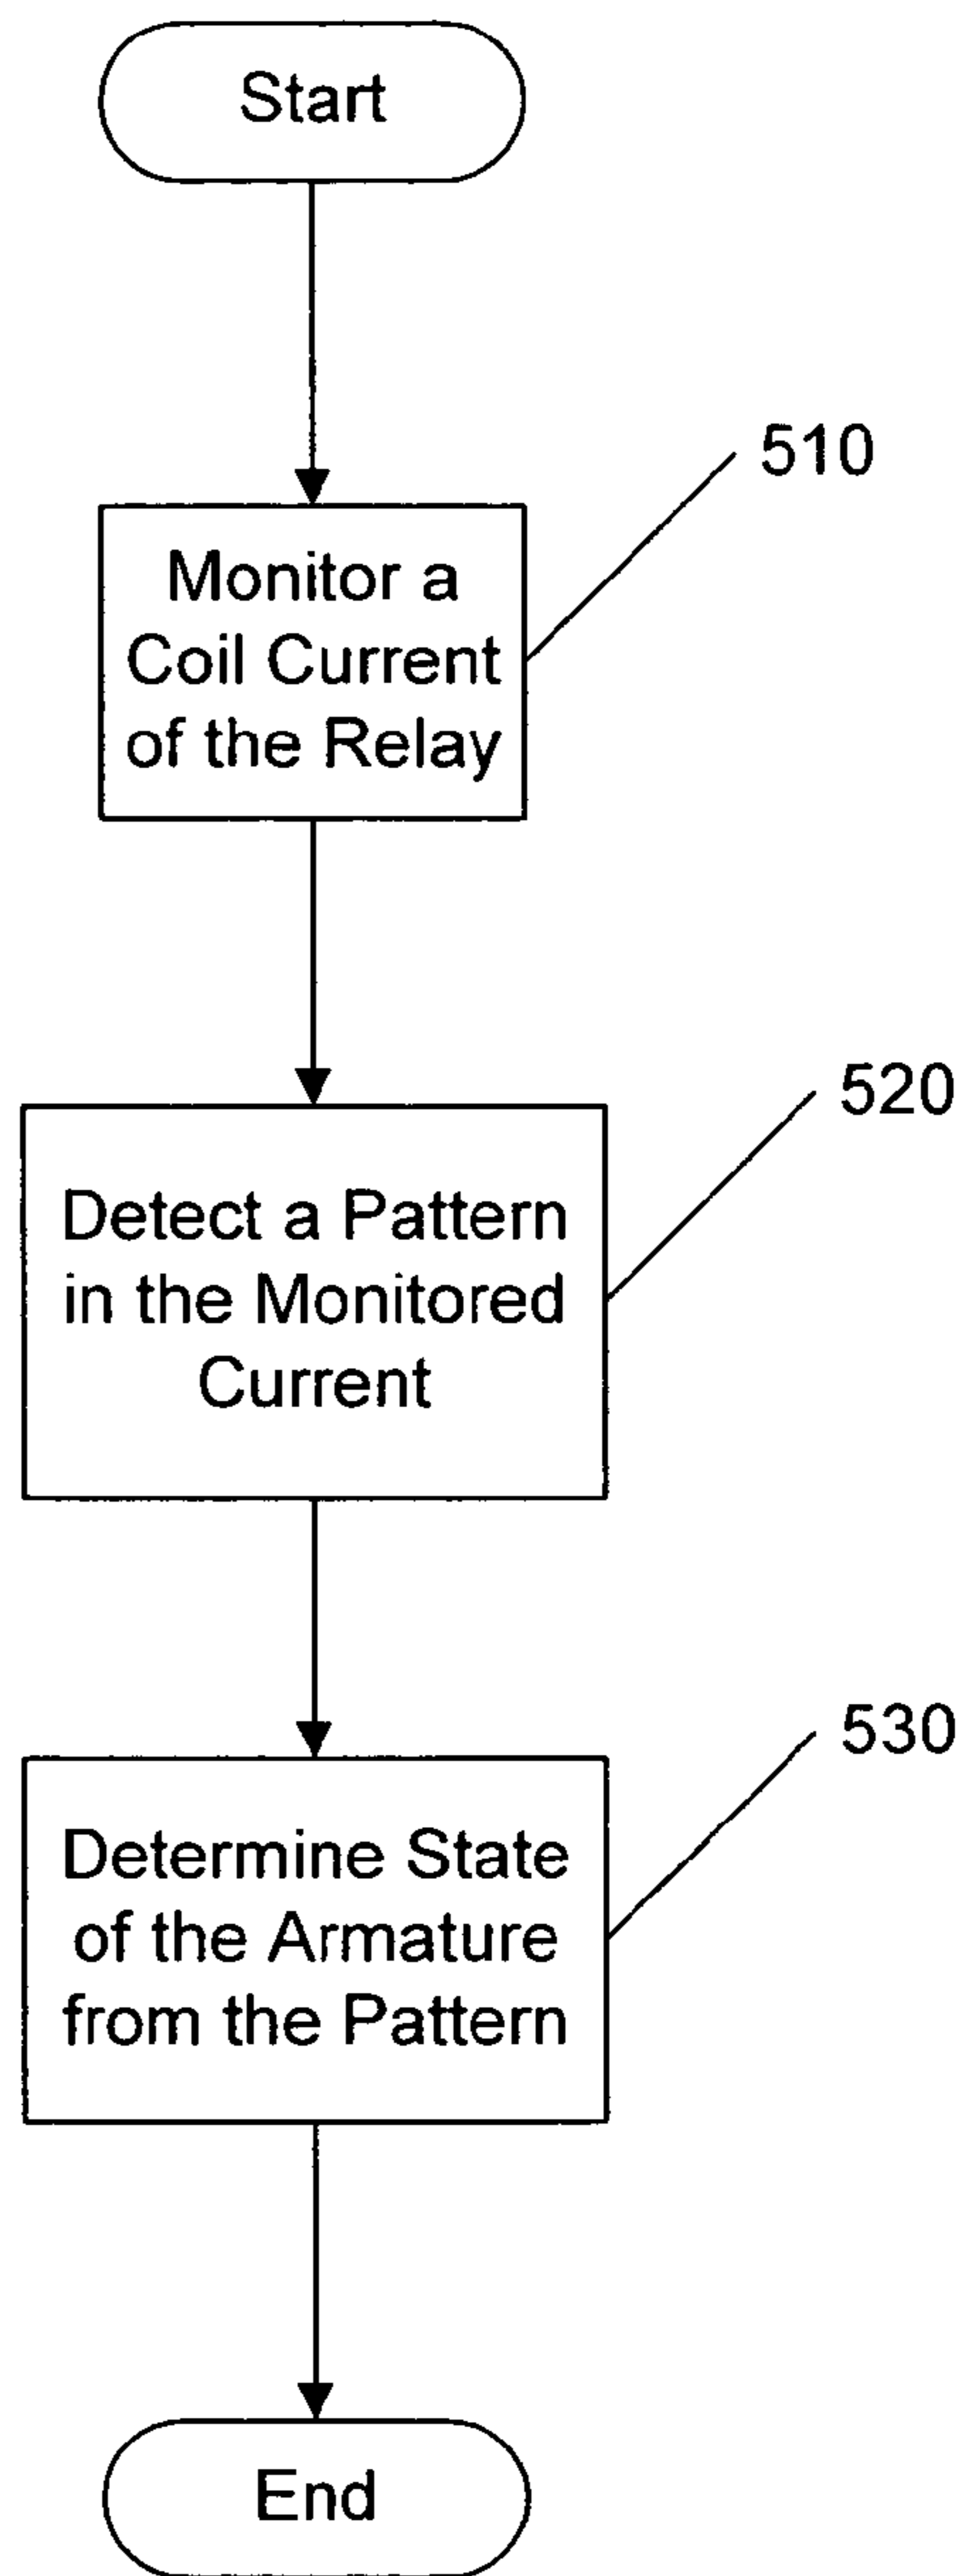 Start
510
Monitor a
Coil Current
of the Relay
520
Detect a Pattern
in the Monitored
Current
530
Determine State
of the Armature
from the Pattern
End